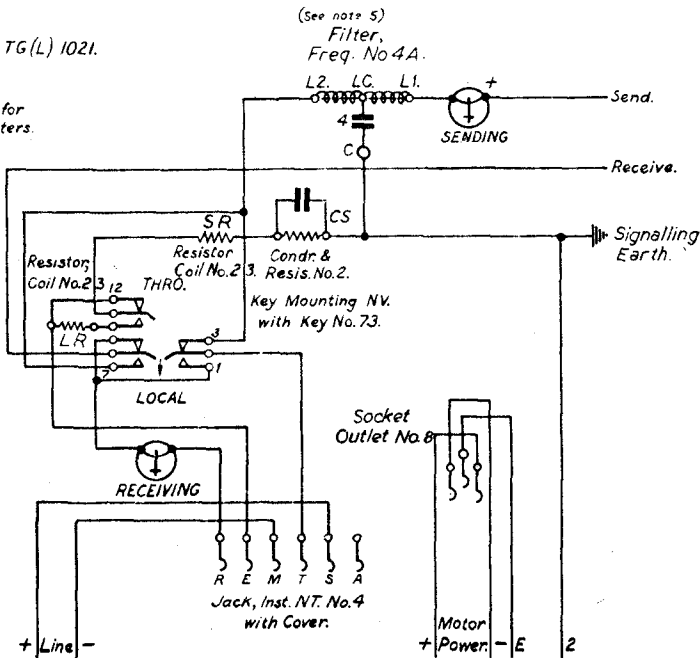 (See note 5)
TG(L) 1021.
Filter,
Freq. No 4A.
L2. LC. L1. +
Send.
for
ters.
4
SENDING
C
Receive.
SR
CS
Signalling
Earth.
Resistor
Coil No. 2 3.
Condr. &
Resis. No. 2.
Resistor,
Coil No. 2 3
12
THRO.
Key Mounting NV.
with Key No. 73.
LR
3
7
1
LOCAL
Socket
Outlet No. 8
RECEIVING
R E M T S A
Jack, Inst. NT. No. 4
with Cover.
+ Line -
Motor
+ Power. - E 2